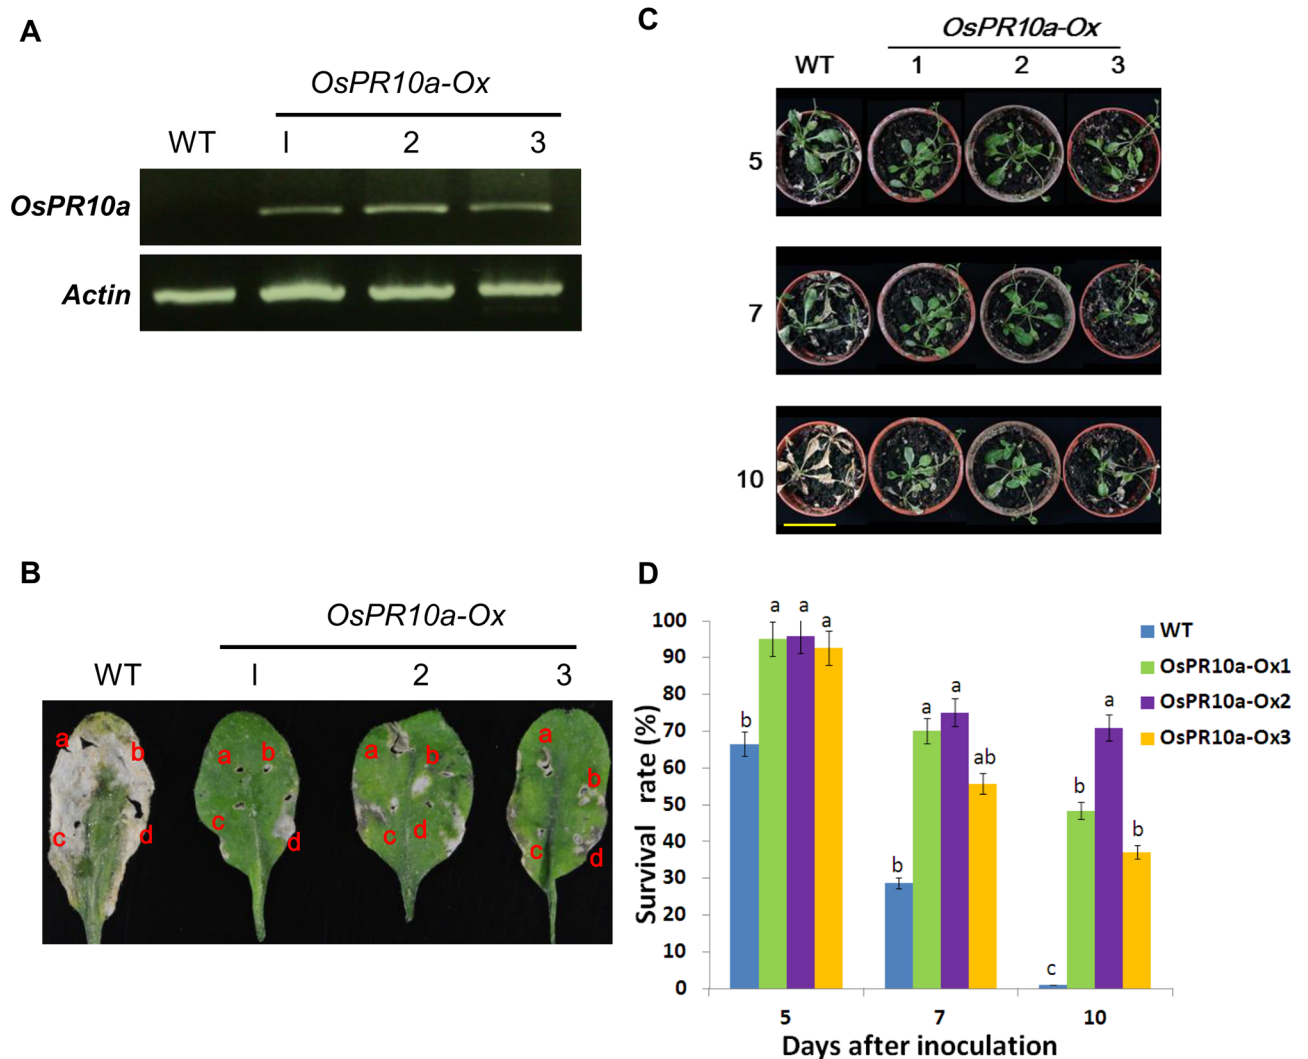 A
OsPR10a-Ox
WT I 2 3
OsPR10a
Actin
B
OsPR10a-Ox
WT I 2 3
a b c d
a b c d
a b c d
a b c d
C
OsPR10a-Ox
WT 1 2 3
5
7
10
D
100
90
80
70
60
50
40
30
20
10
0
Survival rate (%)
b a a a
b a a ab
c b a b
5 7 10
Days after inoculation
WT
OsPR10a-Ox1
OsPR10a-Ox2
OsPR10a-Ox3